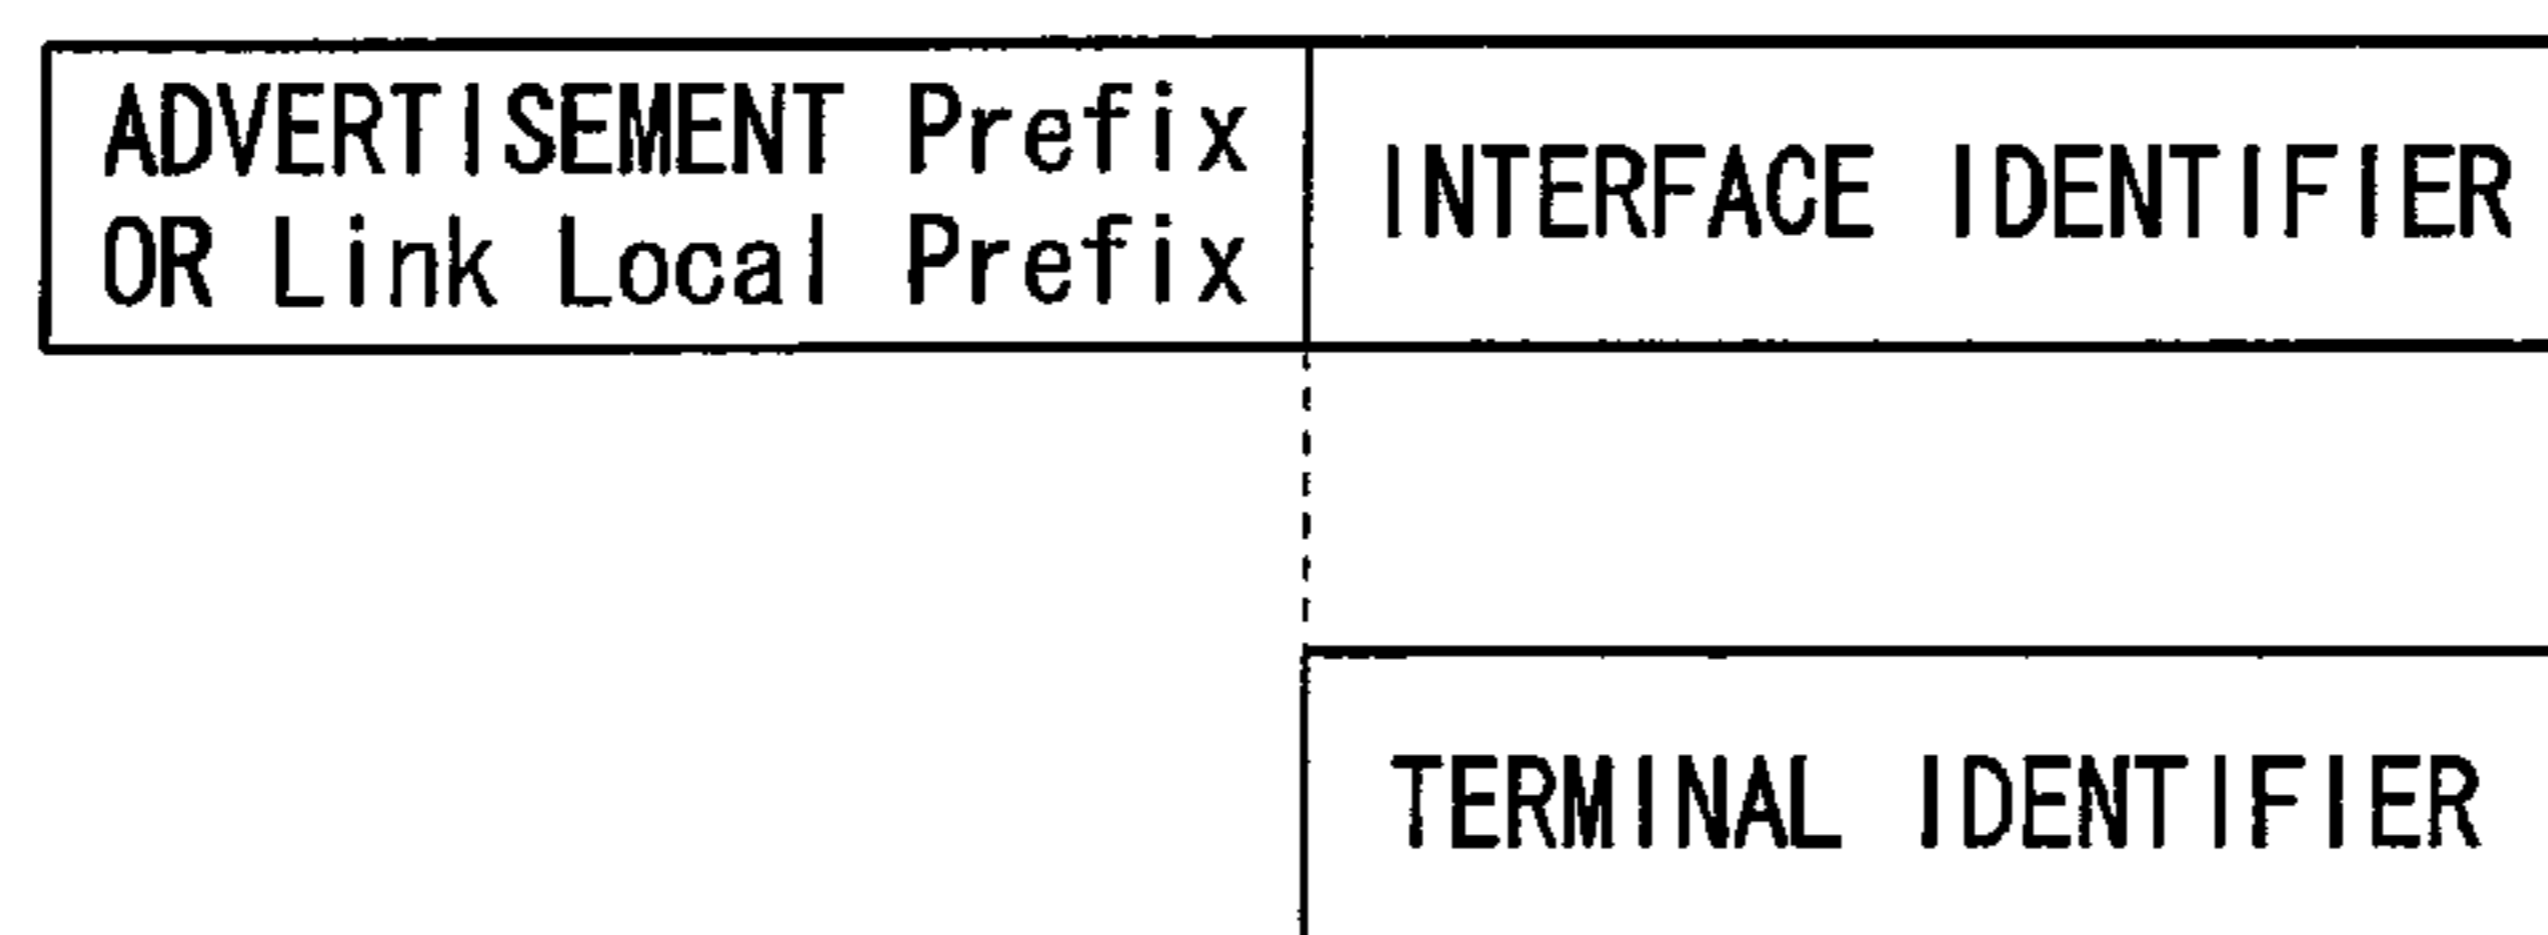 ADVERTISEMENT Prefix
OR Link Local Prefix
INTERFACE IDENTIFIER
TERMINAL IDENTIFIER